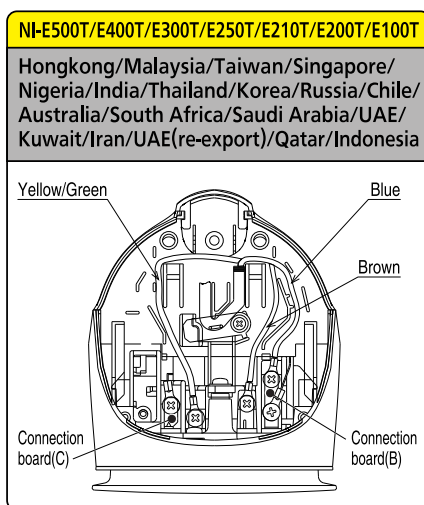 NI-E500T/E400T/E300T/E250T/E210T/E200T/E100T
Hongkong/Malaysia/Taiwan/Singapore/
Nigeria/India/Thailand/Korea/Russia/Chile/
Australia/South Africa/Saudi Arabia/UAE/
Kuwait/Iran/UAE(re-export)/Qatar/Indonesia
Yellow/Green
Blue
Brown
Connection
board(C)
Connection
board(B)